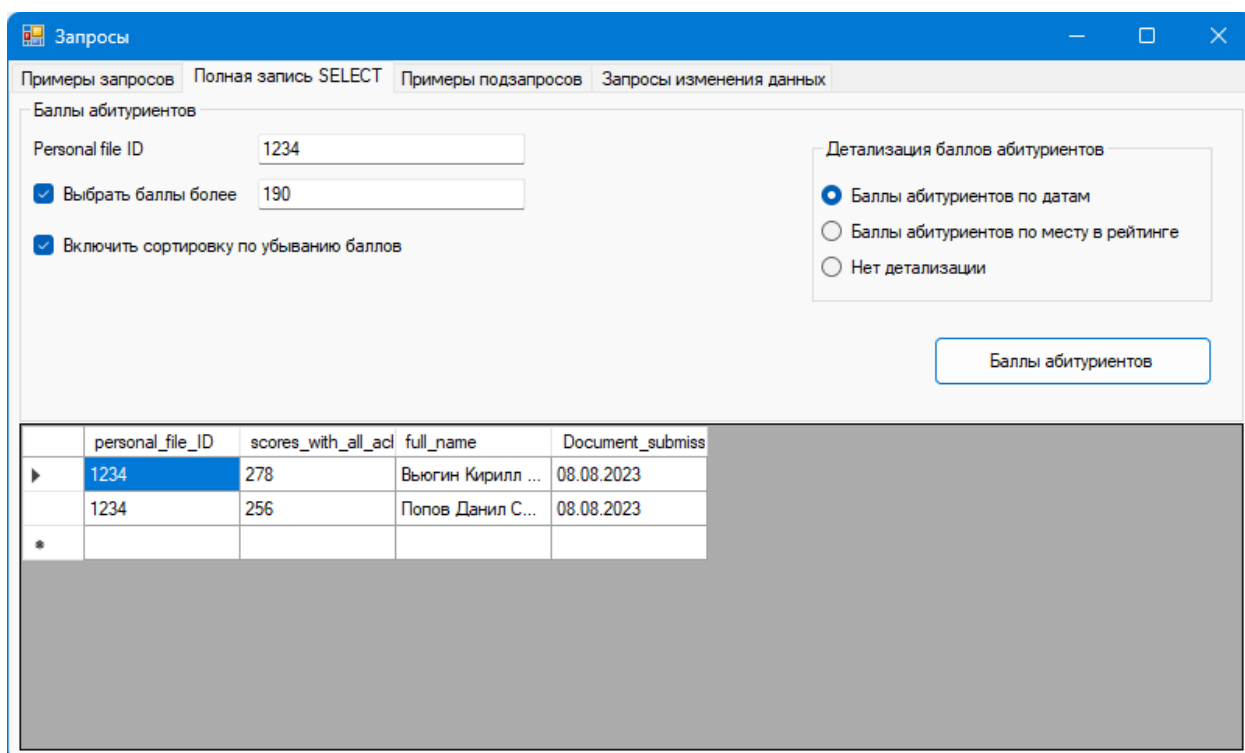 Запросы
Примеры запросов Полная запись SELECT Примеры подзапросов Запросы изменения данных
Баллы абитуриентов
Personal file ID 1234
Выбрать баллы более 190
Включить сортировку по убыванию баллов
Детализация баллов абитуриентов
Баллы абитуриентов по датам
Баллы абитуриентов по месту в рейтинге
Нет детализации
Баллы абитуриентов
personal_file_ID scores_with_all_acl full_name Document_submiss
1234 278 Вьюгин Кирилл ... 08.08.2023
1234 256 Попов Данил С... 08.08.2023